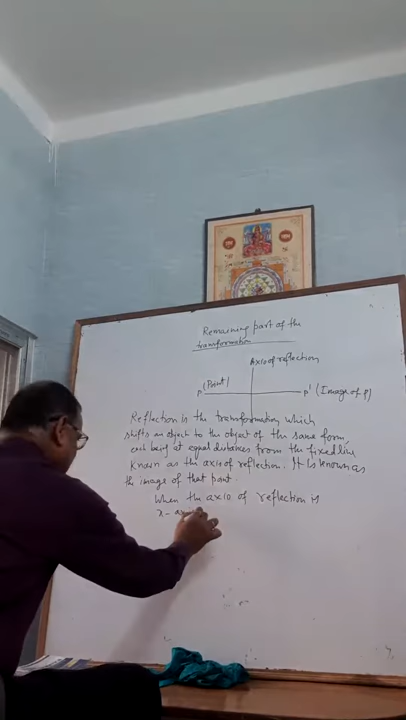 Remaining part of the
transformation
Axis of reflection
P (Point) P' (Image of P)
Reflection is the transformation which
shifts an object to the object of the same form,
each being at equal distances from the fixed line
known as the axis of reflection. It is known as
the image of that point.
When the axis of reflection is
x-axis